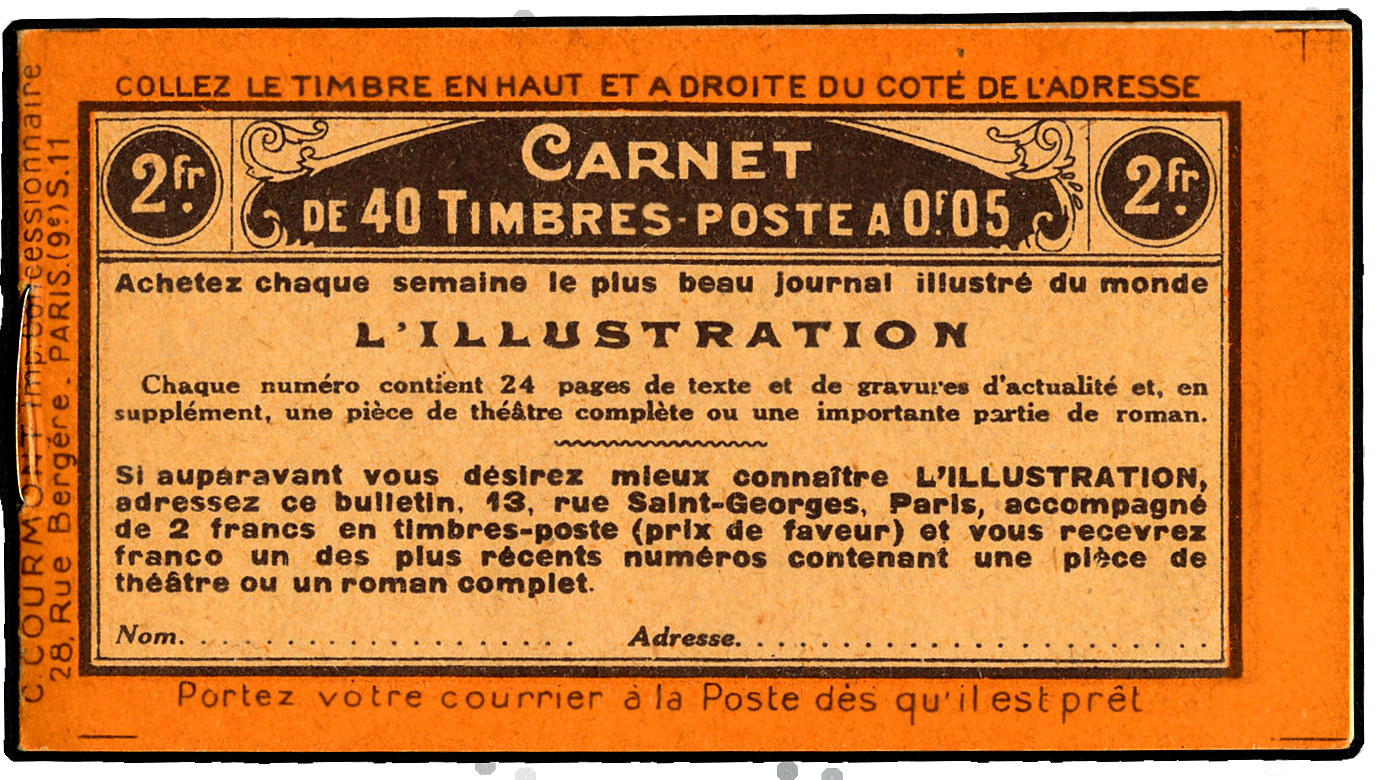 COLLEZ LE TIMBRE EN HAUT ET A DROITE DU COTÉ DE L'ADRESSE
2fr.
CARNET
DE 40 TIMBRES-POSTE A 0F.05
2fr.
Achetez chaque semaine le plus beau journal illustré du monde
L'ILLUSTRATION
Chaque numéro contient 24 pages de texte et de gravures d'actualité et, en
supplément, une pièce de théâtre complète ou une importante partie de roman.
Si auparavant vous désirez mieux connaître L'ILLUSTRATION,
adressez ce bulletin, 13, rue Saint-Georges, Paris, accompagné
de 2 francs en timbres-poste (prix de faveur) et vous recevrez
franco un des plus récents numéros contenant une pièce de
théâtre ou un roman complet.
Nom. . . . . . . . . . . . . . . . . . . . Adresse. . . . . . . . . . . . . . . . . . . . . . . .
Portez votre courrier à la Poste dès qu'il est prêt
C. COURMONT Imp. concessionnaire
28, Rue Bergére. PARIS. (9e) S.11